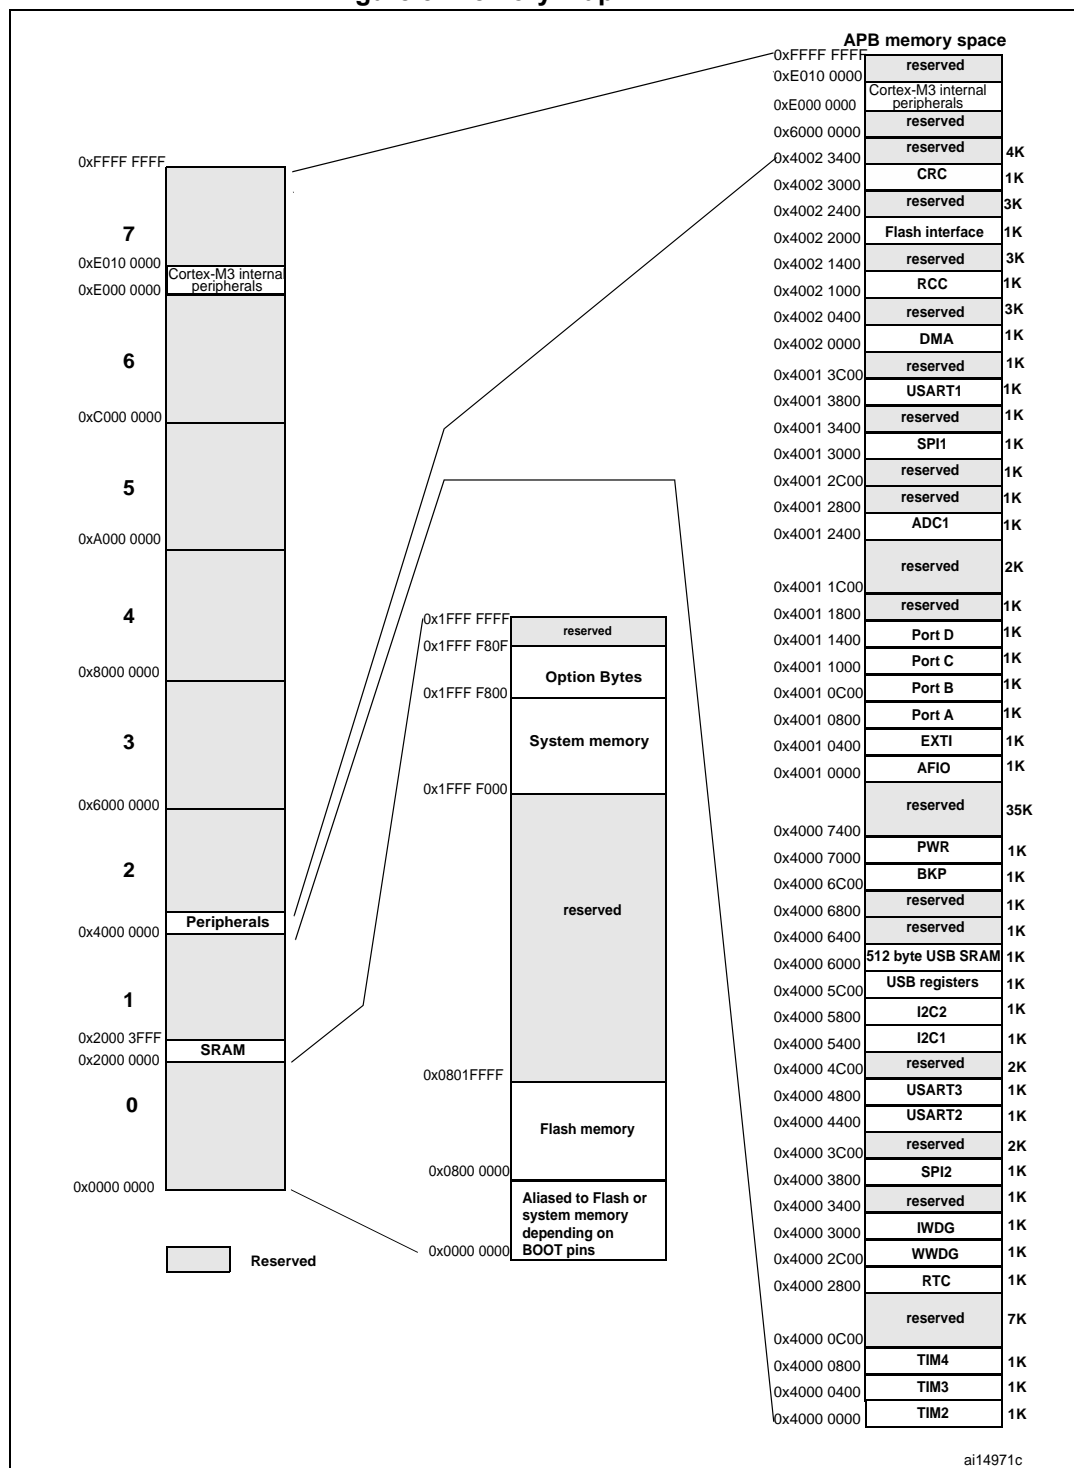 APB memory space
0xFFFF FFFF
reserved
0xE010 0000
Cortex-M3 internal
peripherals
0xE000 0000
reserved
0x6000 0000
reserved
4K
0x4002 3400
CRC
1K
0x4002 3000
reserved
3K
0x4002 2400
Flash interface
1K
0x4002 2000
reserved
3K
0x4002 1400
RCC
1K
0x4002 1000
reserved
3K
0x4002 0400
DMA
1K
0x4002 0000
reserved
1K
0x4001 3C00
USART1
1K
0x4001 3800
reserved
1K
0x4001 3400
SPI1
1K
0x4001 3000
reserved
1K
0x4001 2C00
reserved
1K
0x4001 2800
ADC1
1K
0x4001 2400
reserved
2K
0x4001 1C00
reserved
1K
0x4001 1800
Port D
1K
0x4001 1400
Port C
1K
0x4001 1000
Port B
1K
0x4001 0C00
Port A
1K
0x4001 0800
EXTI
1K
0x4001 0400
AFIO
1K
0x4001 0000
reserved
35K
0x4000 7400
PWR
1K
0x4000 7000
BKP
1K
0x4000 6C00
reserved
1K
0x4000 6800
reserved
1K
0x4000 6400
512 byte USB SRAM
1K
0x4000 6000
USB registers
1K
0x4000 5C00
I2C2
1K
0x4000 5800
I2C1
1K
0x4000 5400
reserved
2K
0x4000 4C00
USART3
1K
0x4000 4800
USART2
1K
0x4000 4400
reserved
2K
0x4000 3C00
SPI2
1K
0x4000 3800
reserved
1K
0x4000 3400
IWDG
1K
0x4000 3000
WWDG
1K
0x4000 2C00
RTC
1K
0x4000 2800
reserved
7K
0x4000 0C00
TIM4
1K
0x4000 0800
TIM3
1K
0x4000 0400
TIM2
1K
0x4000 0000
0xFFFF FFFF
7
0xE010 0000
Cortex-M3 internal
peripherals
0xE000 0000
6
0xC000 0000
5
0xA000 0000
4
0x8000 0000
3
0x6000 0000
2
Peripherals
0x4000 0000
1
0x2000 3FFF
SRAM
0x2000 0000
0
0x0000 0000
Reserved
0x1FFF FFFF
reserved
0x1FFF F80F
Option Bytes
0x1FFF F800
System memory
0x1FFF F000
reserved
0x0801FFFF
Flash memory
0x0800 0000
Aliased to Flash or
system memory
depending on
BOOT pins
0x0000 0000
ai14971c